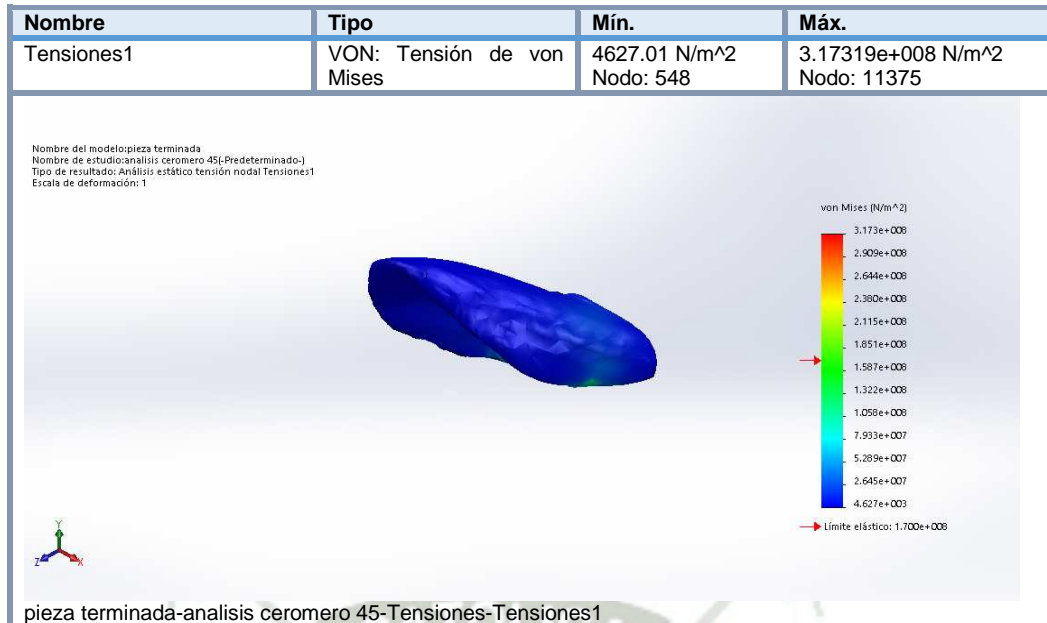 Nombre Tipo Mín. Máx.
Tensiones1 VON: Tensión de von Mises 4627.01 N/m^2 Nodo: 548 3.17319e+008 N/m^2 Nodo: 11375
Nombre del modelo:pieza terminada
Nombre de estudio:analisis ceromero 45(-Predeterminado-)
Tipo de resultado: Análisis estático tensión nodal Tensiones1
Escala de deformación: 1
von Mises (N/m^2)
3.173e+008
2.909e+008
2.644e+008
2.380e+008
2.115e+008
1.851e+008
1.587e+008
1.322e+008
1.058e+008
7.933e+007
5.289e+007
2.645e+007
4.627e+003
Límite elástico: 1.700e+008
Y
Z X
pieza terminada-analisis ceromero 45-Tensiones-Tensiones1